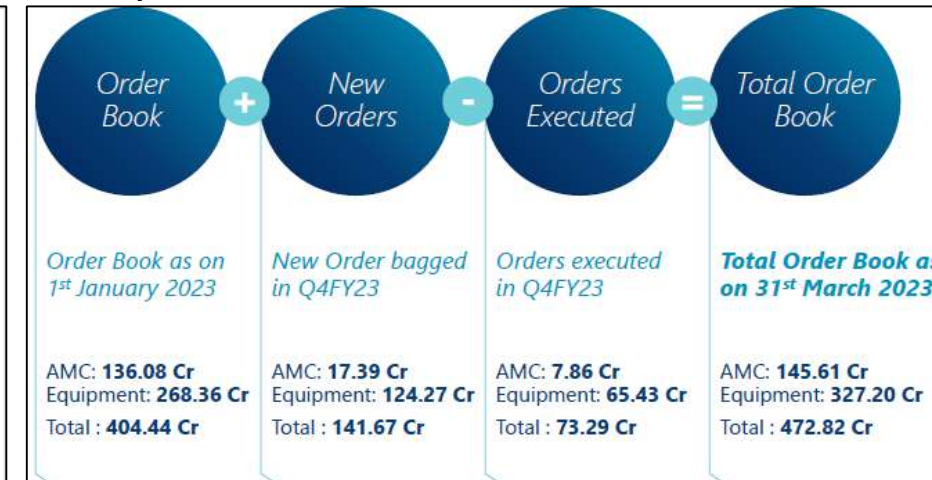 Order
Book
+
New
Orders
-
Orders
Executed
=
Total Order
Book
Order Book as on
1st January 2023
AMC: 136.08 Cr
Equipment: 268.36 Cr
Total : 404.44 Cr
New Order bagged
in Q4FY23
AMC: 17.39 Cr
Equipment: 124.27 Cr
Total : 141.67 Cr
Orders executed
in Q4FY23
AMC: 7.86 Cr
Equipment: 65.43 Cr
Total : 73.29 Cr
Total Order Book as
on 31st March 2023
AMC: 145.61 Cr
Equipment: 327.20 Cr
Total : 472.82 Cr